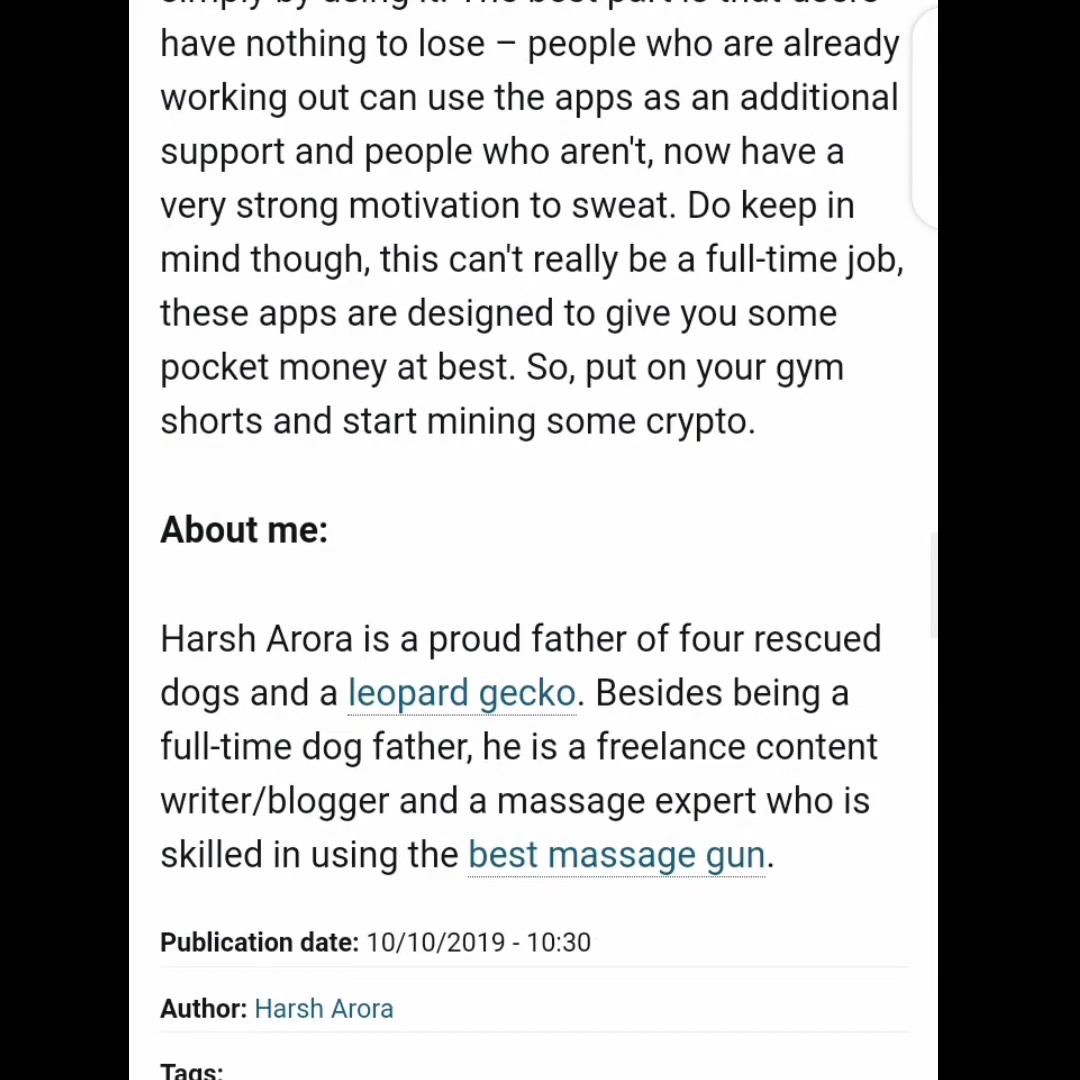 have nothing to lose – people who are already
working out can use the apps as an additional
support and people who aren't, now have a
very strong motivation to sweat. Do keep in
mind though, this can't really be a full-time job,
these apps are designed to give you some
pocket money at best. So, put on your gym
shorts and start mining some crypto.
About me:
Harsh Arora is a proud father of four rescued
dogs and a leopard gecko. Besides being a
full-time dog father, he is a freelance content
writer/blogger and a massage expert who is
skilled in using the best massage gun.
Publication date: 10/10/2019 - 10:30
Author: Harsh Arora
Tags: